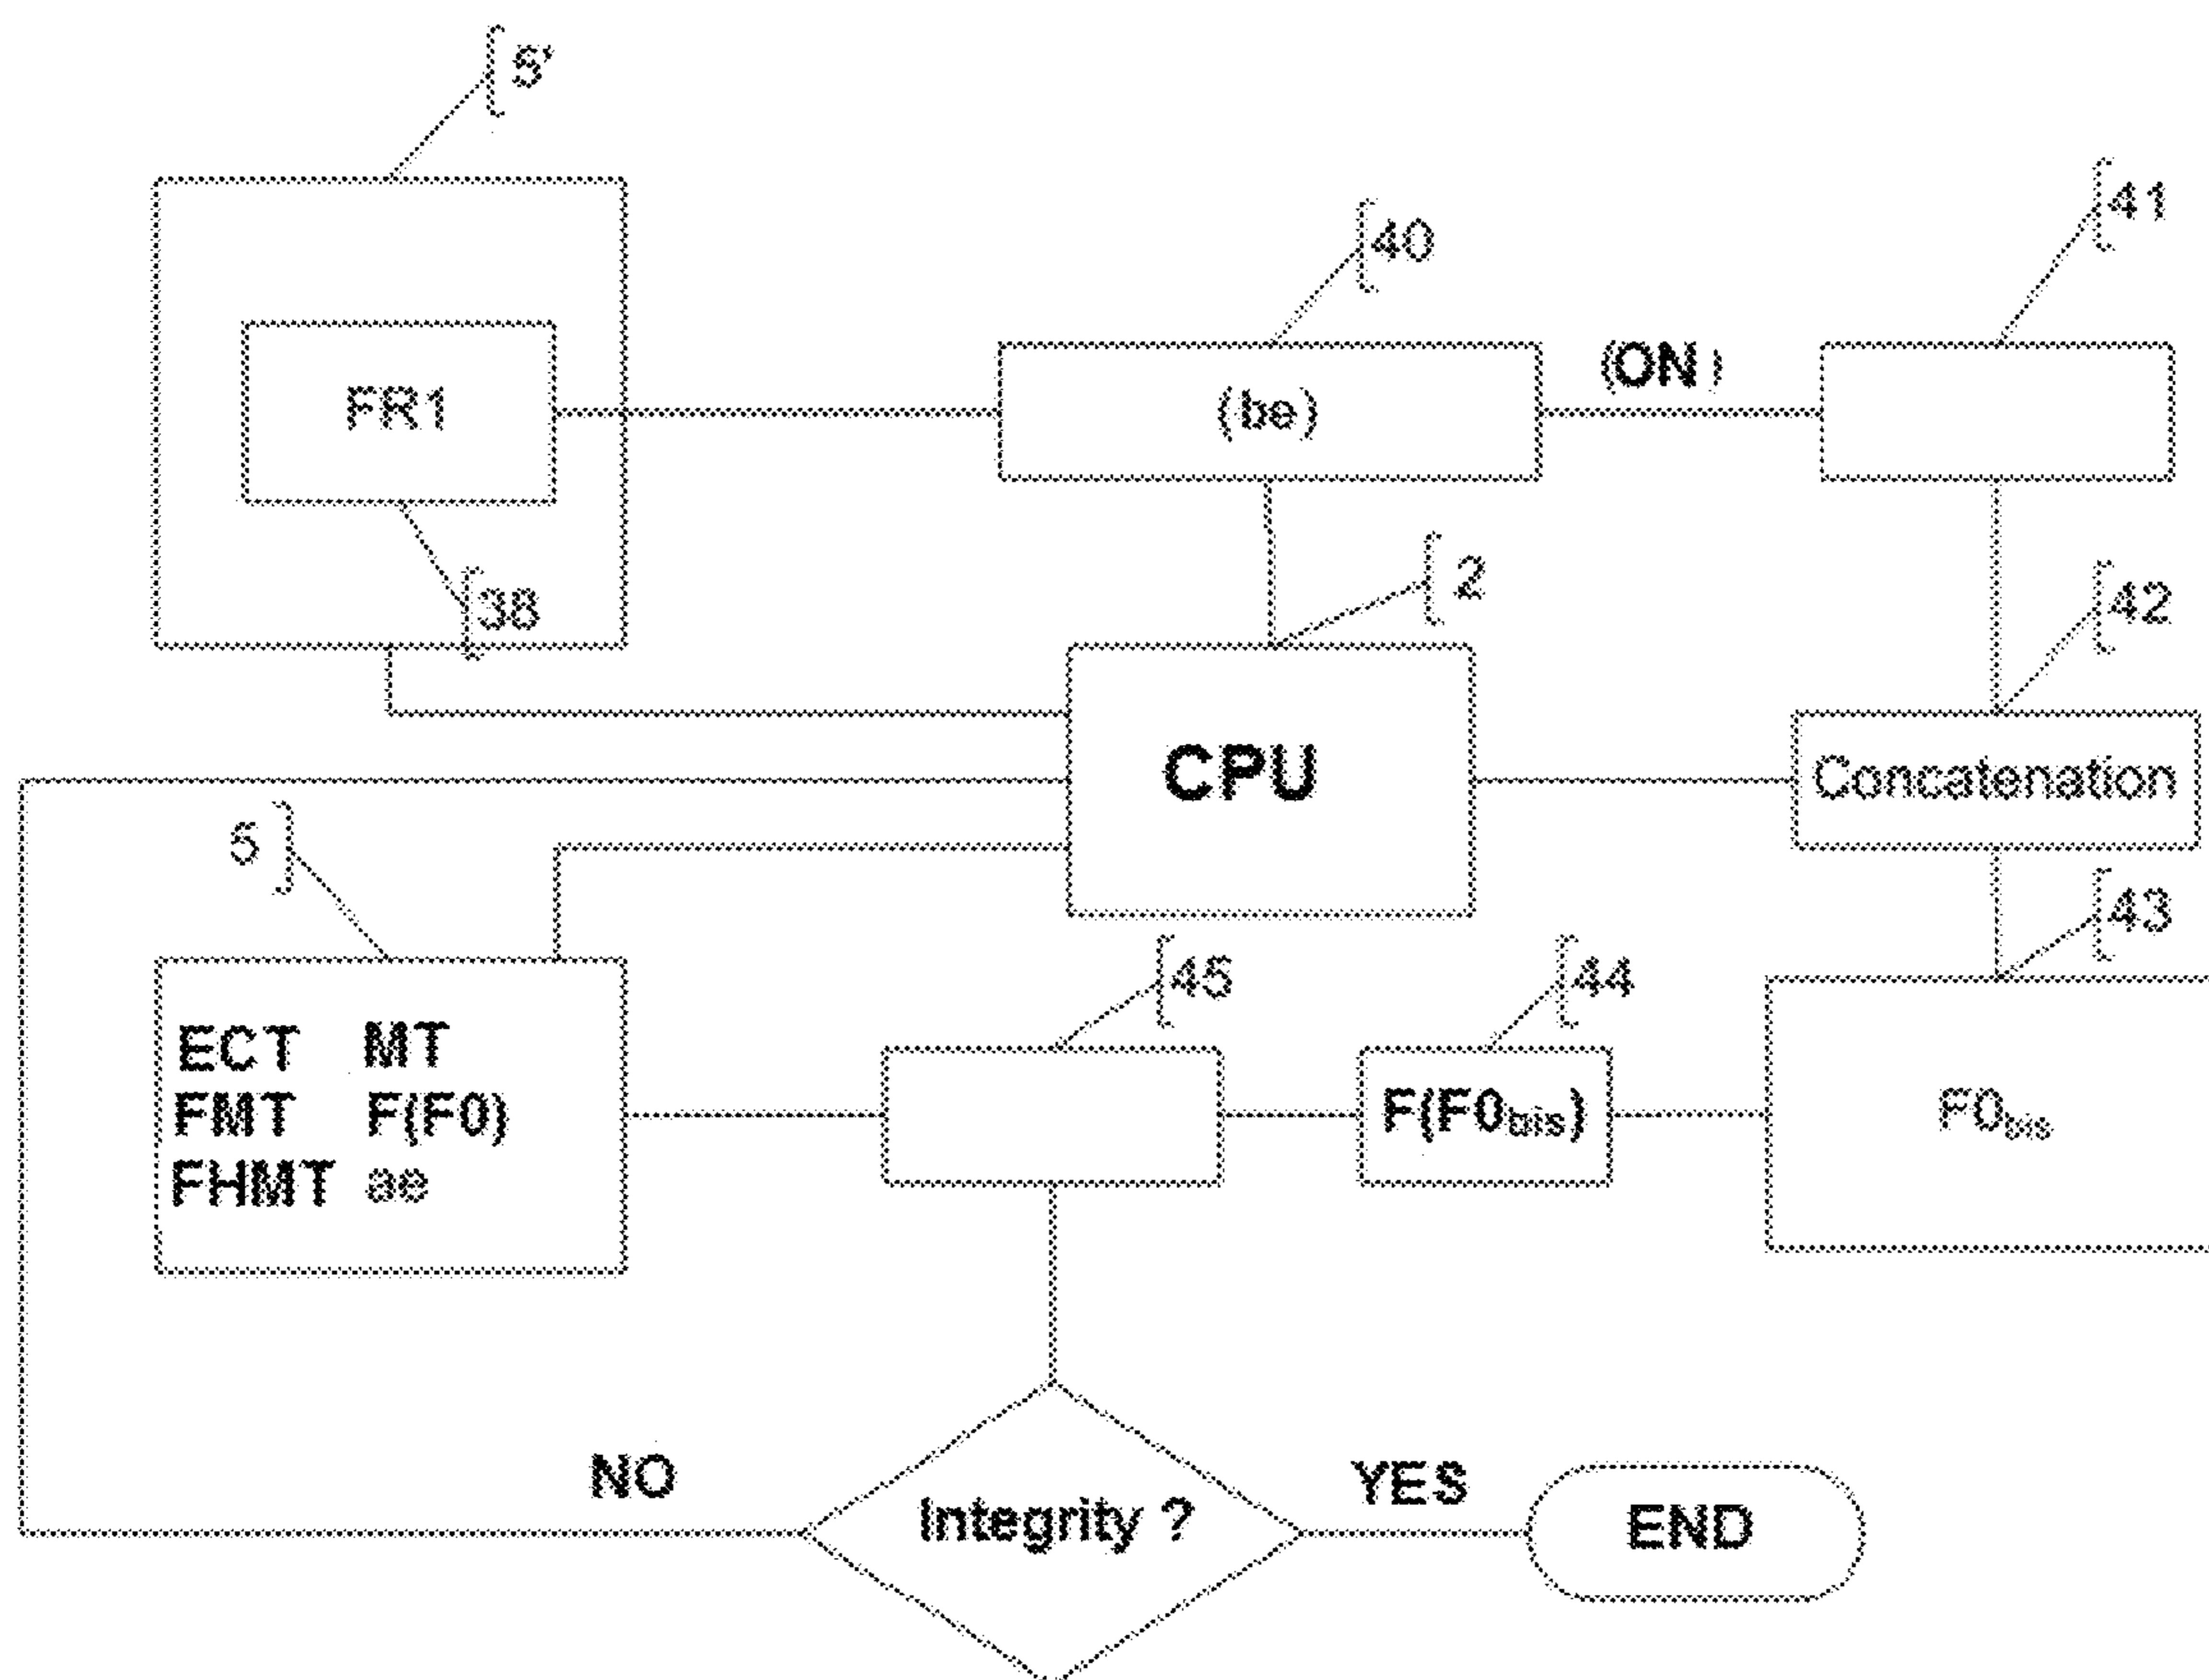 5'
41
40
(ON)
FR1
(be)
2
38
42
CPU
Concatenation
5
43
45
44
ECT MT
FMT F(F0)
FHMT ae
F(F0bis)
F0bis
NO
YES
Integrity ?
END